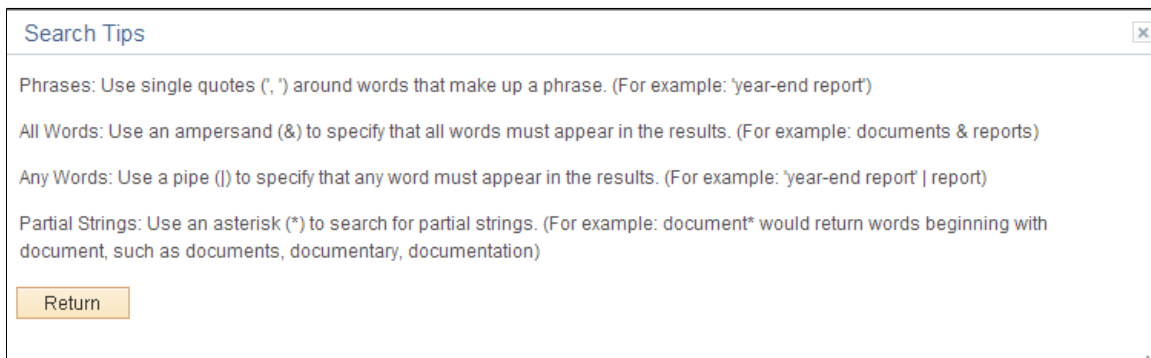 Search Tips
Phrases: Use single quotes (', ') around words that make up a phrase. (For example: 'year-end report')
All Words: Use an ampersand (&) to specify that all words must appear in the results. (For example: documents & reports)
Any Words: Use a pipe (|) to specify that any word must appear in the results. (For example: 'year-end report' | report)
Partial Strings: Use an asterisk (*) to search for partial strings. (For example: document* would return words beginning with
document, such as documents, documentary, documentation)
Return